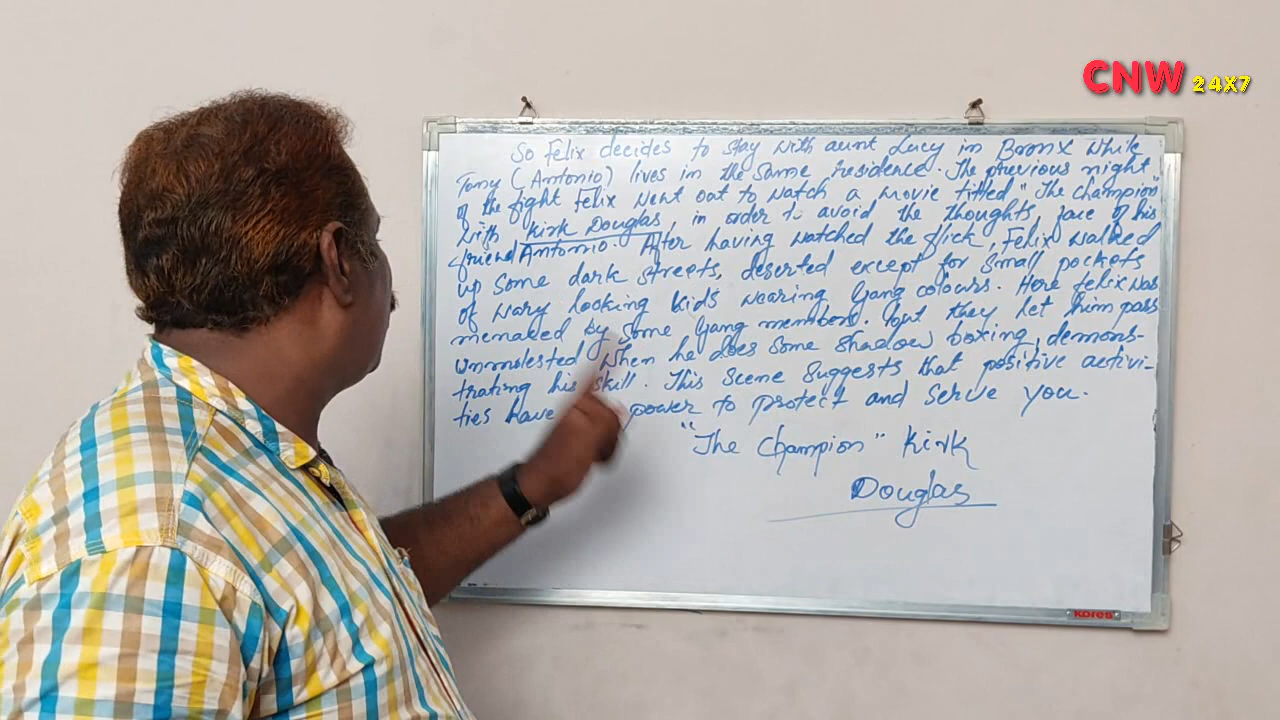 CNW 24X7
So Felix decides to stay with aunt Lucy in Bronx while
Tony (Antonio) lives in the same residence. The previous night
of the fight Felix went out to watch a movie titled "The Champion"
with Kirk Douglas, in order to avoid the thoughts, face of his
friend Antonio. After having watched the flick, Felix walked
up some dark streets, deserted except for small pockets
of wary looking kids wearing gang colours. Here Felix was
menaced by some gang members. but they let him pass
unmolested when he does some shadow boxing, demons-
trating his skill. This scene suggests that positive activi-
ties have power to protect and serve you.
"The Champion" Kirk
Douglas
Kores